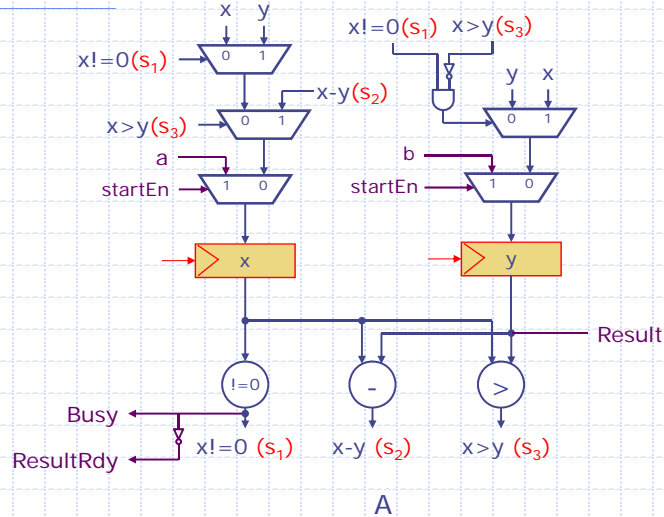 x y
x!=0(s1) x>y(s3)
x!=0(s1) 0 1
y x
x-y(s2)
x>y(s3) 0 1
0 1
a
b
startEn 1 0
startEn 1 0
x
y
Result
!=0 - >
Busy
x!=0 (s1) x-y (s2) x>y (s3)
ResultRdy
A